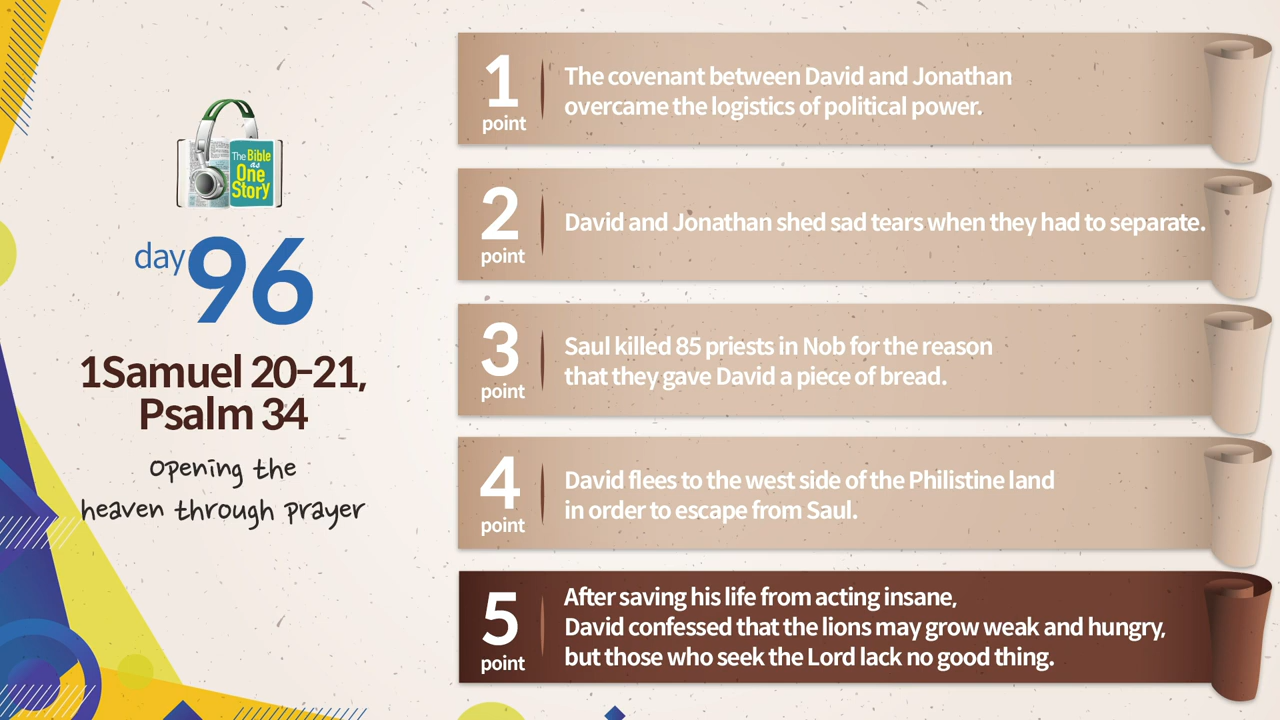 The Bible
as
One
Story
day 96
1Samuel 20-21,
Psalm 34
Opening the
heaven through prayer
1
point
The covenant between David and Jonathan
overcame the logistics of political power.
2
point
David and Jonathan shed sad tears when they had to separate.
3
point
Saul killed 85 priests in Nob for the reason
that they gave David a piece of bread.
4
point
David flees to the west side of the Philistine land
in order to escape from Saul.
5
point
After saving his life from acting insane,
David confessed that the lions may grow weak and hungry,
but those who seek the Lord lack no good thing.